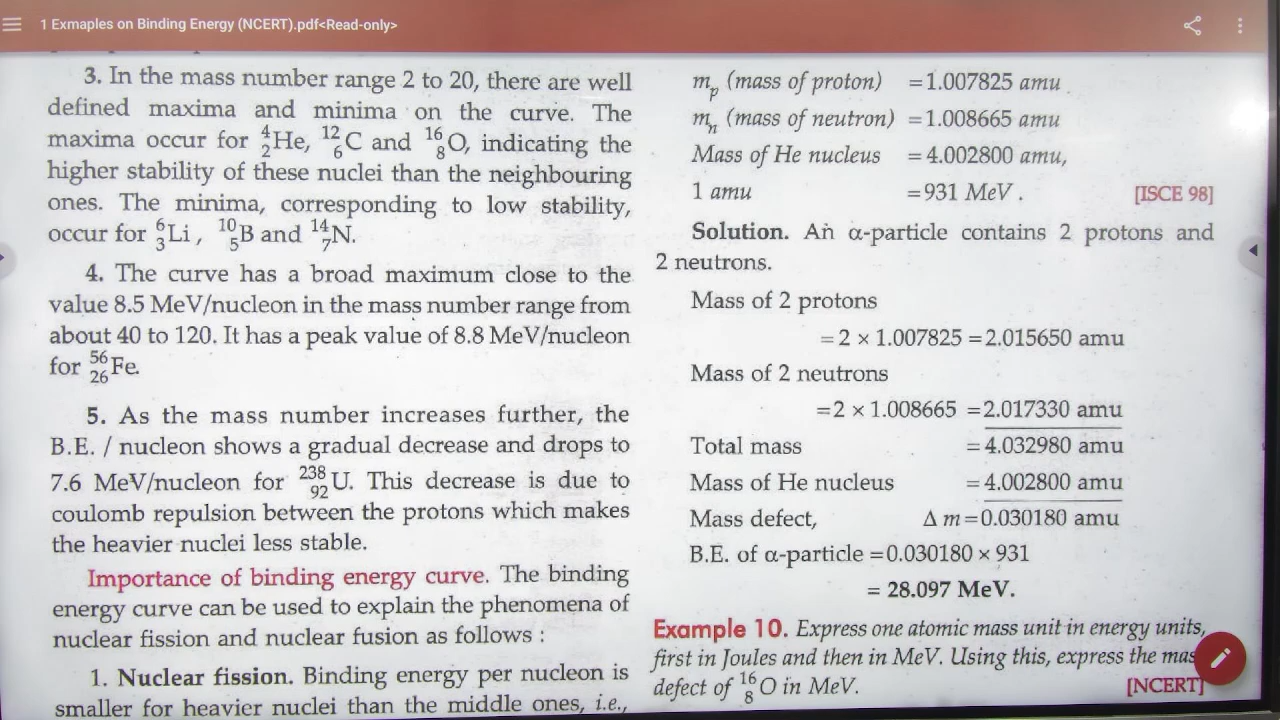 1 Exmaples on Binding Energy (NCERT).pdf<Read-only>
3. In the mass number range 2 to 20, there are well
defined maxima and minima on the curve. The
maxima occur for ⁴₂He, ¹²₆C and ¹⁶₈O, indicating the
higher stability of these nuclei than the neighbouring
ones. The minima, corresponding to low stability,
occur for ⁶₃Li, ¹⁰₅B and ¹⁴₇N.
4. The curve has a broad maximum close to the
value 8.5 MeV/nucleon in the mass number range from
about 40 to 120. It has a peak value of 8.8 MeV/nucleon
for ⁵⁶₂₆Fe.
5. As the mass number increases further, the
B.E. / nucleon shows a gradual decrease and drops to
7.6 MeV/nucleon for ²³⁸₉₂U. This decrease is due to
coulomb repulsion between the protons which makes
the heavier nuclei less stable.
Importance of binding energy curve. The binding
energy curve can be used to explain the phenomena of
nuclear fission and nuclear fusion as follows :
1. Nuclear fission. Binding energy per nucleon is
smaller for heavier nuclei than the middle ones, i.e.,
mₚ (mass of proton) = 1.007825 amu
mₙ (mass of neutron) = 1.008665 amu
Mass of He nucleus = 4.002800 amu,
1 amu = 931 MeV . [ISCE 98]
Solution. An α-particle contains 2 protons and
2 neutrons.
Mass of 2 protons
= 2 × 1.007825 = 2.015650 amu
Mass of 2 neutrons
= 2 × 1.008665 = 2.017330 amu
Total mass = 4.032980 amu
Mass of He nucleus = 4.002800 amu
Mass defect, Δ m = 0.030180 amu
B.E. of α-particle = 0.030180 × 931
= 28.097 MeV.
Example 10. Express one atomic mass unit in energy units,
first in Joules and then in MeV. Using this, express the mas
defect of ¹⁶₈O in MeV. [NCERT]